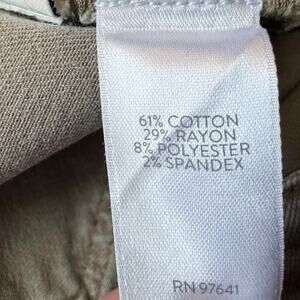 61% COTTON
29% RAYON
8% POLYESTER
2% SPANDEX
RN 97641